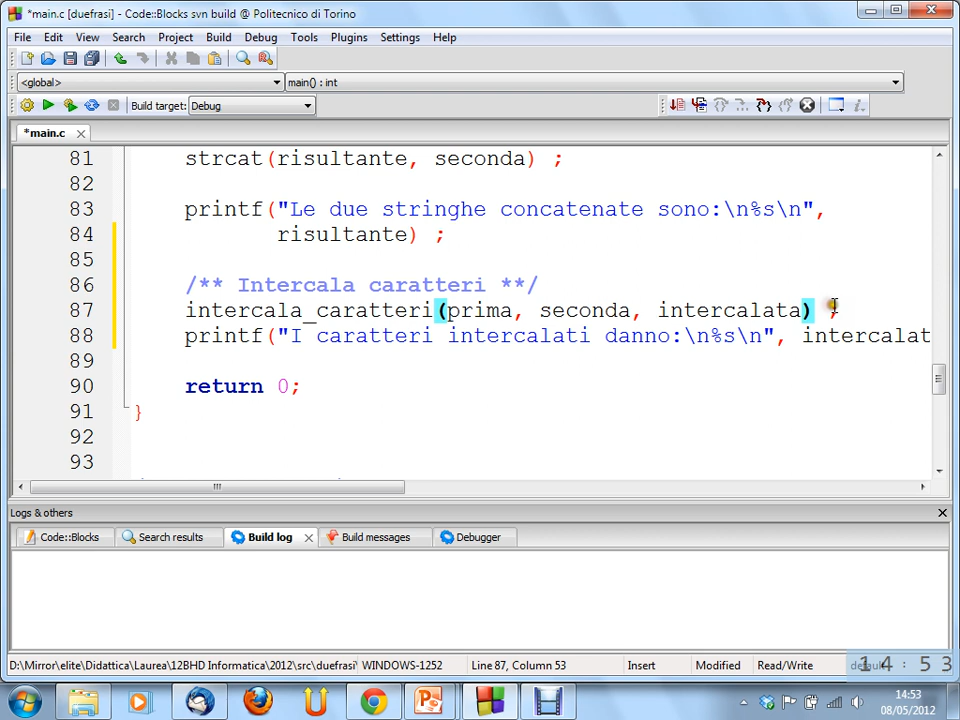 *main.c [duefrasi] - Code::Blocks svn build @ Politecnico di Torino
File Edit View Search Project Build Debug Tools Plugins Settings Help
<global> main() : int
Build target: Debug
*main.c
81 strcat(risultante, seconda) ;
82
83 printf("Le due stringhe concatenate sono:\n%s\n",
84 risultante) ;
85
86 /** Intercala caratteri **/
87 intercala_caratteri(prima, seconda, intercalata) ;
88 printf("I caratteri intercalati danno:\n%s\n", intercalat
89
90 return 0;
91 }
92
93
Logs & others
Code::Blocks Search results Build log Build messages Debugger
D:\Mirror\elite\Didattica\Laurea\12BHD Informatica\2012\src\duefrasi WINDOWS-1252 Line 87, Column 53 Insert Modified Read/Write default
14:53
14:53
08/05/2012